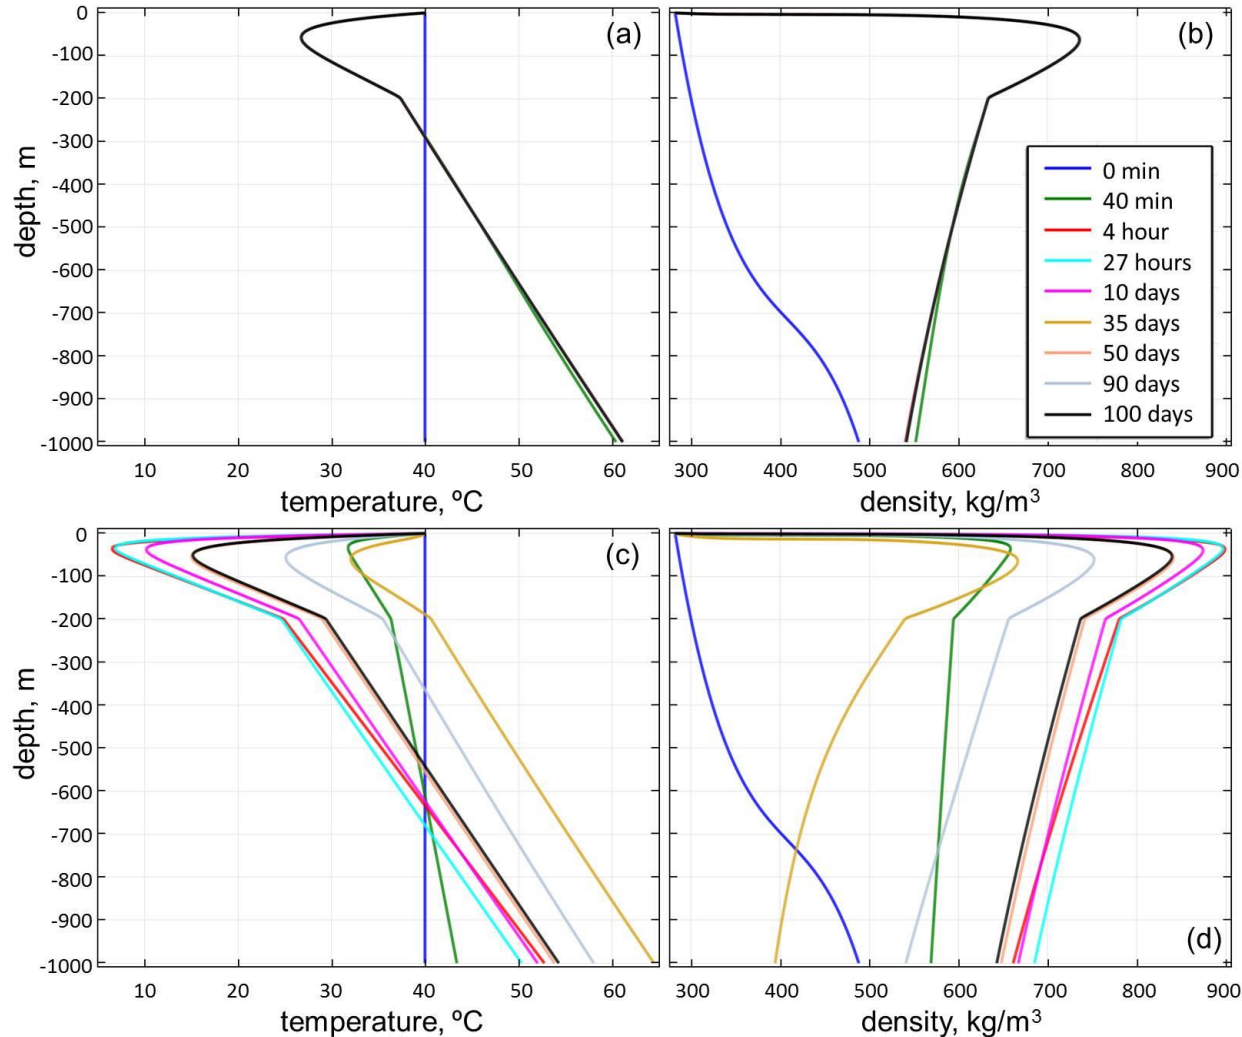 0
-100
-200
-300
-400
-500
-600
-700
-800
-900
-1000
depth, m
(a)
10
20
30
40
50
60
temperature, ºC
(b)
0 min
40 min
4 hour
27 hours
10 days
35 days
50 days
90 days
100 days
300
400
500
600
700
800
900
density, kg/m³
0
-100
-200
-300
-400
-500
-600
-700
-800
-900
-1000
depth, m
(c)
10
20
30
40
50
60
temperature, ºC
(d)
300
400
500
600
700
800
900
density, kg/m³